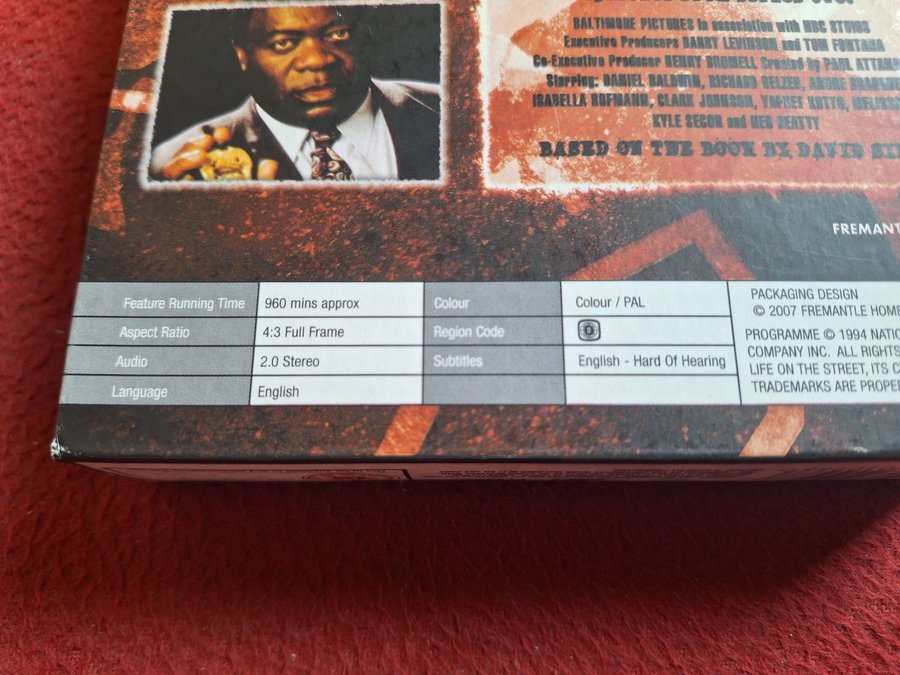 BALTIMORE PICTURES in association with NBC STUDIOS
Executive Producers BARRY LEVINSON and TOM FONTANA
Co-Executive Producer HENRY BROMELL Created by PAUL ATTANA
Starring: DANIEL BALDWIN, RICHARD BELZER, ANDRE BRAUGHER
ISABELLA HOFMANN, CLARK JOHNSON, YAPHET KOTTO, MELISSA
KYLE SECOR and NED BEATTY
BASED ON THE BOOK BY DAVID
FREMANT
Feature Running Time 960 mins approx Colour Colour / PAL
Aspect Ratio 4:3 Full Frame Region Code 0
Audio 2.0 Stereo Subtitles English - Hard Of Hearing
Language English
PACKAGING DESIGN
© 2007 FREMANTLE HOME
PROGRAMME © 1994 NATIO
COMPANY INC. ALL RIGHTS
LIFE ON THE STREET, ITS C
TRADEMARKS ARE PROPER